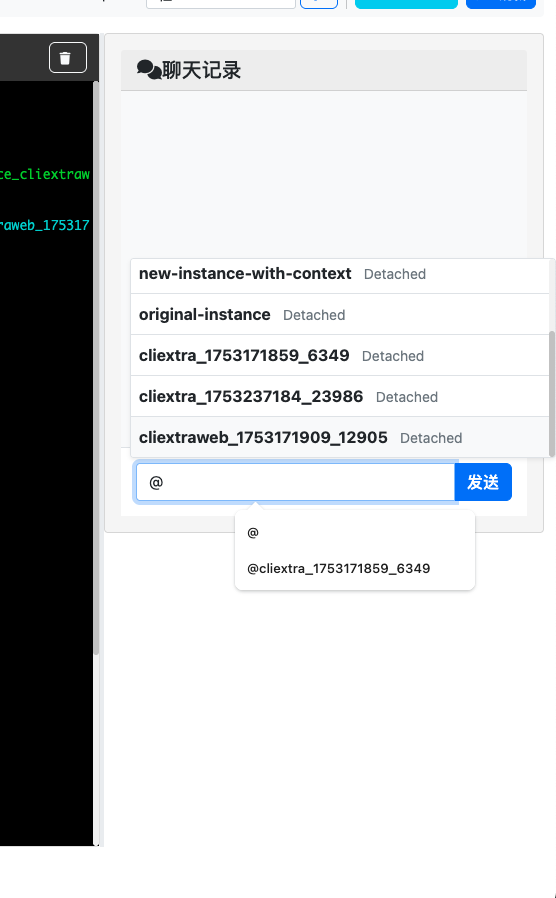 ce_cliextraw
raweb_175317
聊天记录
new-instance-with-context Detached
original-instance Detached
cliextra_1753171859_6349 Detached
cliextra_1753237184_23986 Detached
cliextraweb_1753171909_12905 Detached
@ 发送
@
@cliextra_1753171859_6349